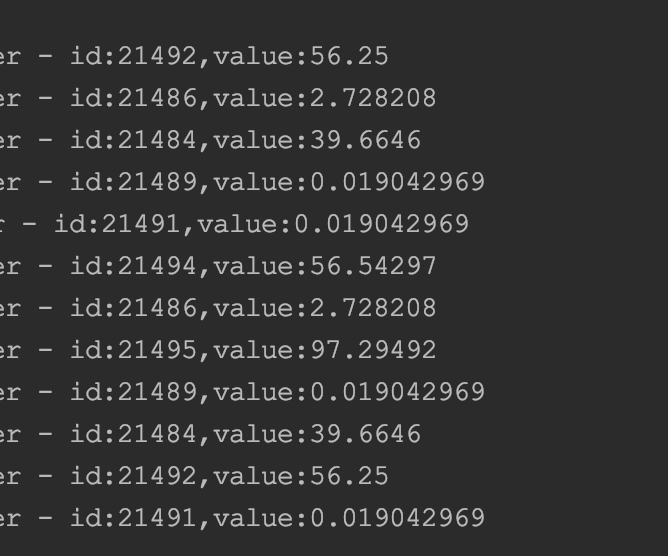 er - id:21492,value:56.25
er - id:21486,value:2.728208
er - id:21484,value:39.6646
er - id:21489,value:0.019042969
r - id:21491,value:0.019042969
er - id:21494,value:56.54297
er - id:21486,value:2.728208
er - id:21495,value:97.29492
er - id:21489,value:0.019042969
er - id:21484,value:39.6646
er - id:21492,value:56.25
er - id:21491,value:0.019042969